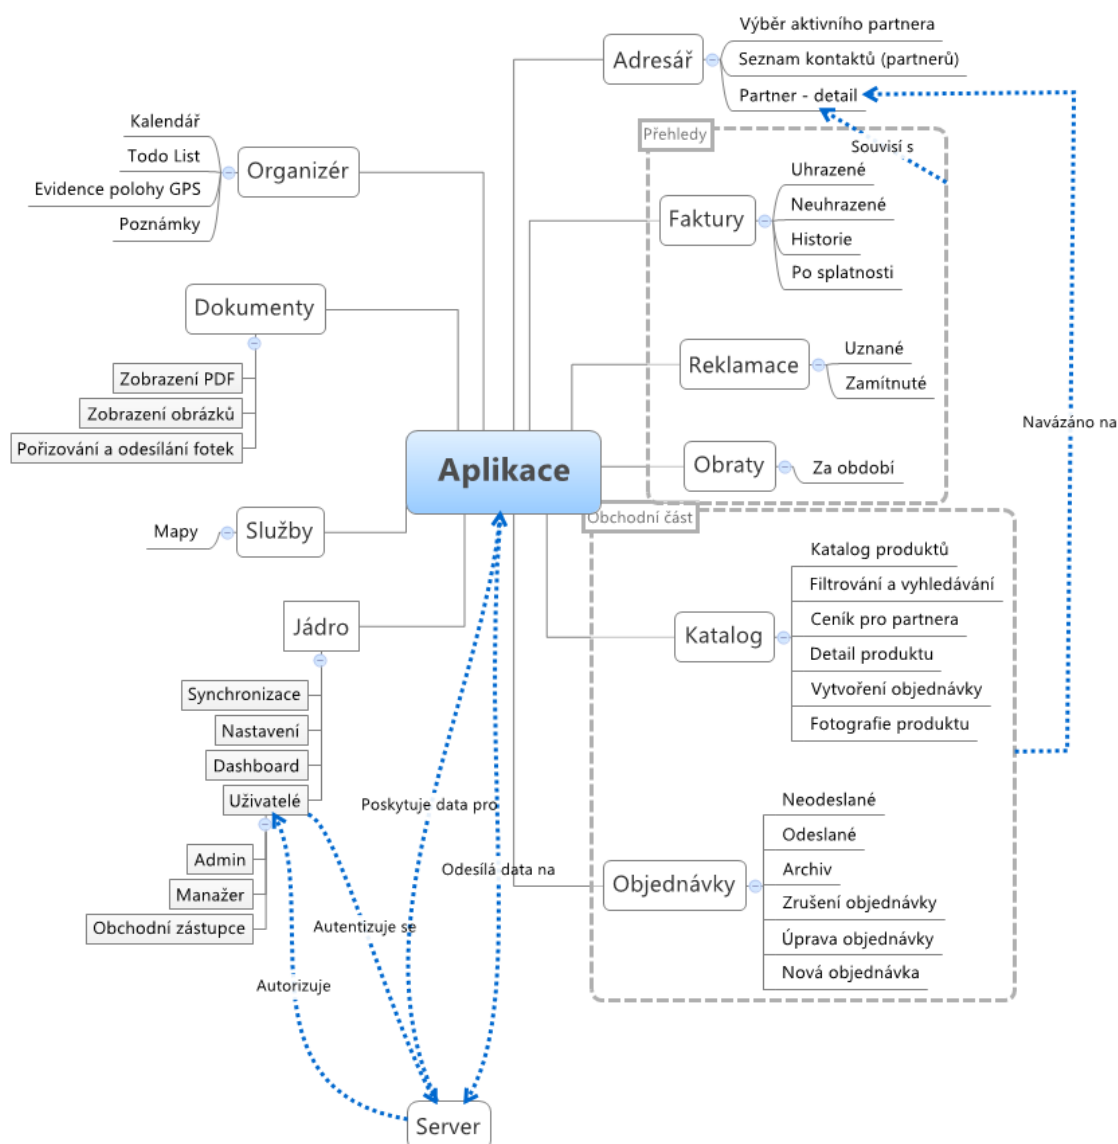 Aplikace
Adresář
Výběr aktivního partnera
Seznam kontaktů (partnerů)
Partner - detail
Přehledy
Souvisí s
Faktury
Uhrazené
Neuhrazené
Historie
Po splatnosti
Reklamace
Uznané
Zamítnuté
Obraty
Za období
Navázáno na
Obchodní část
Katalog
Katalog produktů
Filtrování a vyhledávání
Ceník pro partnera
Detail produktu
Vytvoření objednávky
Fotografie produktu
Objednávky
Neodeslané
Odeslané
Archiv
Zrušení objednávky
Úprava objednávky
Nová objednávka
Organizér
Kalendář
Todo List
Evidence polohy GPS
Poznámky
Dokumenty
Zobrazení PDF
Zobrazení obrázků
Pořizování a odesílání fotek
Služby
Mapy
Jádro
Synchronizace
Nastavení
Dashboard
Uživatelé
Admin
Manažer
Obchodní zástupce
Poskytuje data pro
Odesílá data na
Autentizuje se
Autorizuje
Server